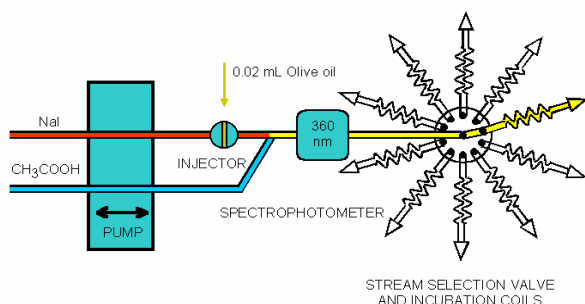 0.02 mL Olive oil
NaI
360
nm
INJECTOR
CH3COOH
SPECTROPHOTOMETER
PUMP
STREAM SELECTION VALVE
AND INCUBATION COILS